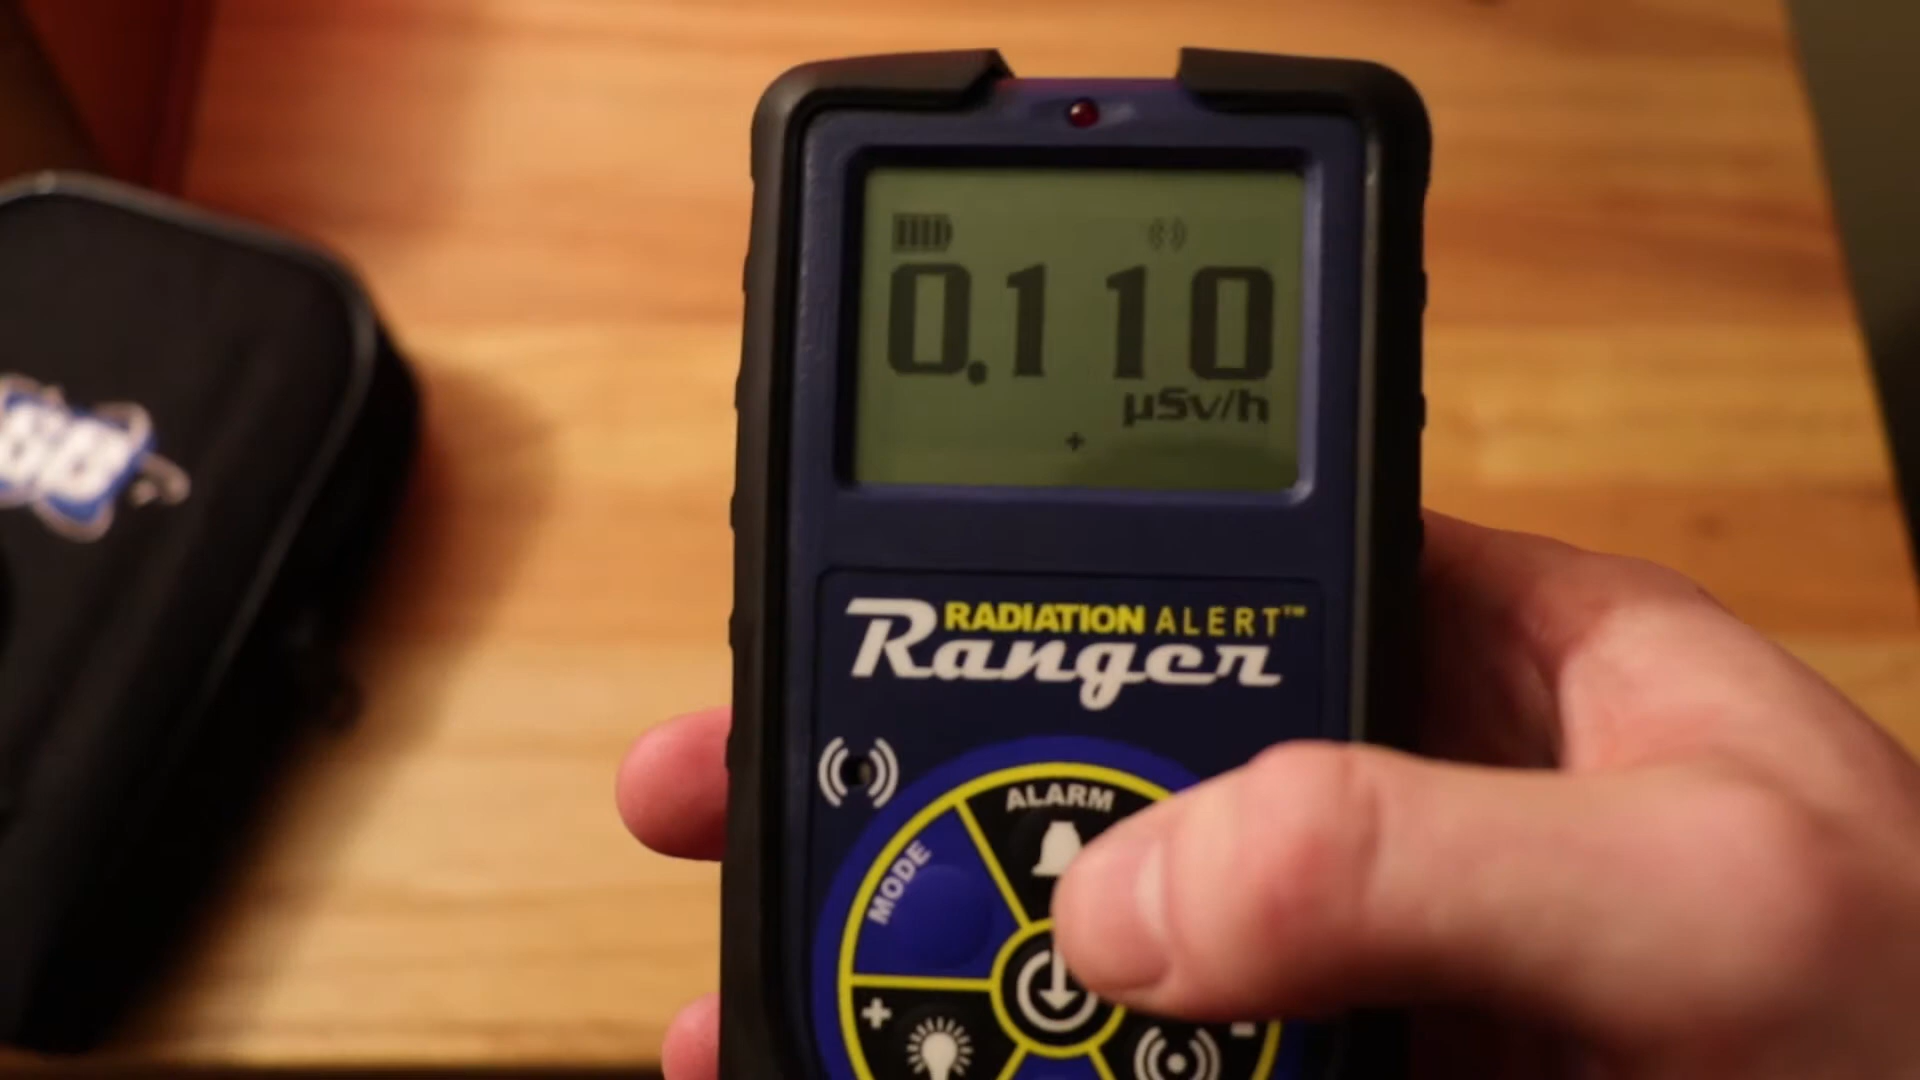 0.110
µSv/h
+
RADIATION ALERT™
Ranger
ALARM
MODE
+
-